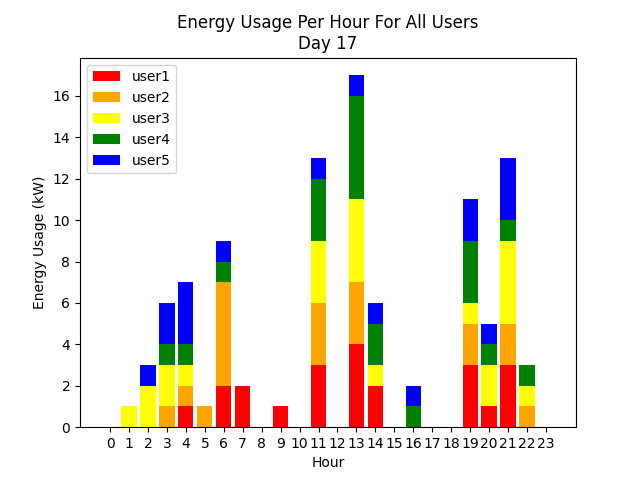 Energy Usage Per Hour For All Users
Day 17
user1
user2
user3
user4
user5
Energy Usage (kW)
16
14
12
10
8
6
4
2
0
0 1 2 3 4 5 6 7 8 9 10 11 12 13 14 15 16 17 18 19 20 21 22 23
Hour